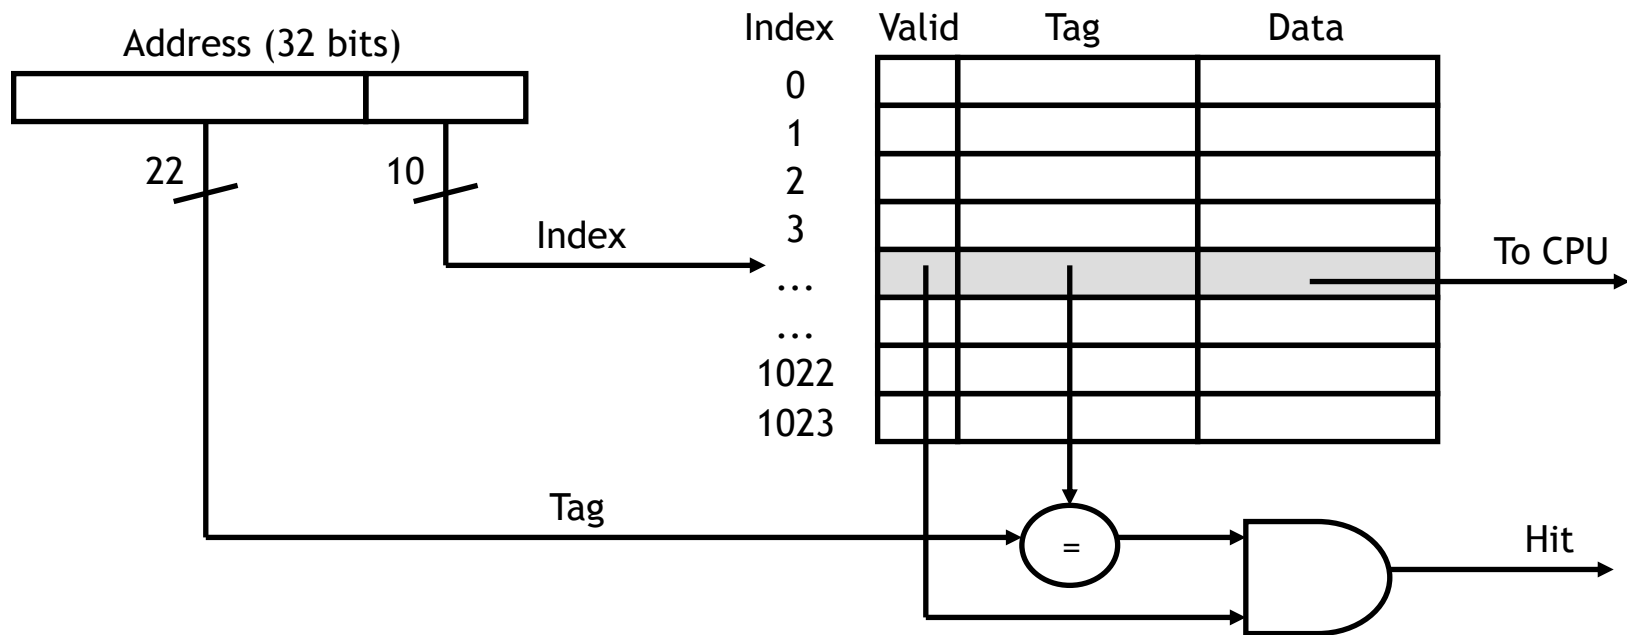 Address (32 bits)
22
10
Index
Tag
Index Valid Tag Data
0
1
2
3
...
...
1022
1023
To CPU
=
Hit